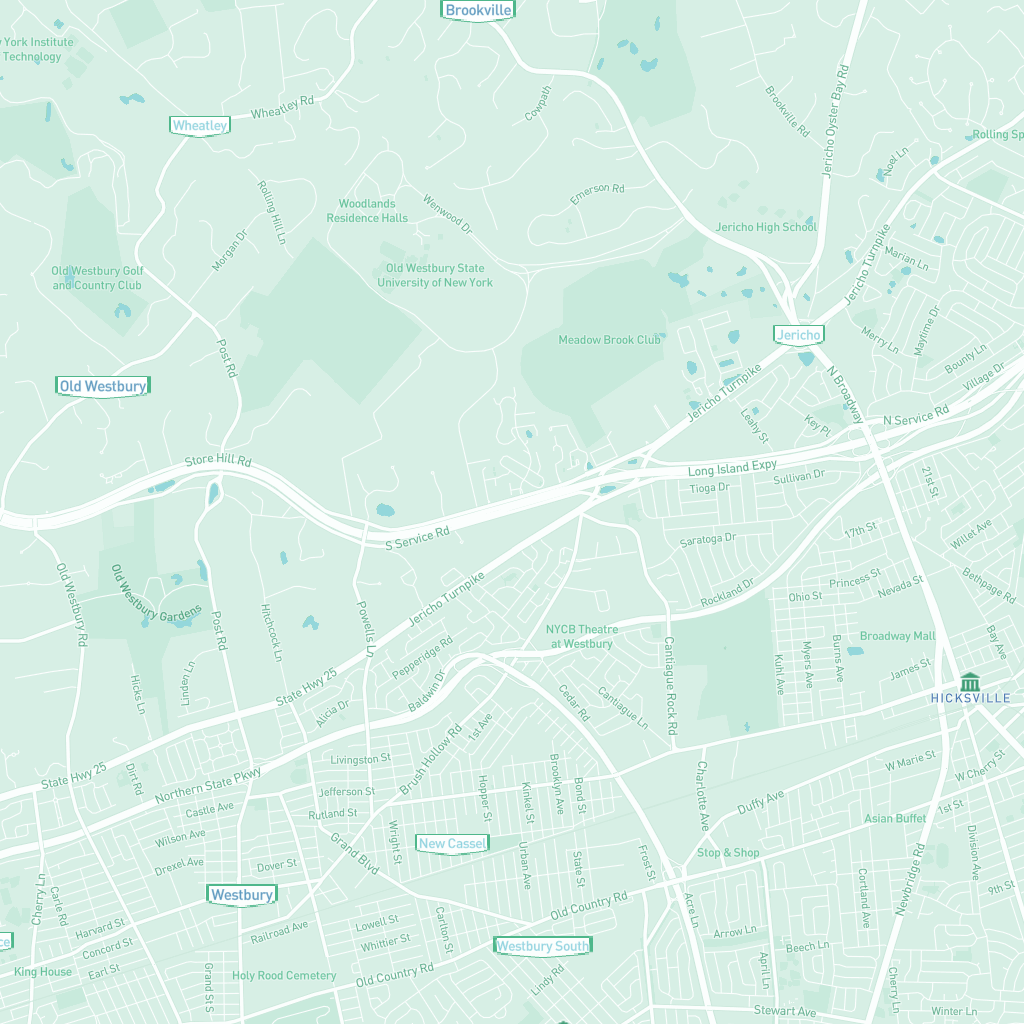 Brookville
York Institute
Technology
Wheatley
Wheatley Rd
Cowpath
Brookville Rd
Jericho Oyster Bay Rd
Rolling Sp
Noel Ln
Emerson Rd
Rolling Hill Ln
Woodlands
Residence Halls
Wenwood Dr
Morgan Dr
Jericho High School
Jericho Turnpike
Marian Ln
Old Westbury Golf
and Country Club
Old Westbury State
University of New York
Meadow Brook Club
Jericho
Merry Ln
Maytime Dr
Bounty Ln
Village Dr
Post Rd
Old Westbury
Jericho Turnpike
N Broadway
Leahy St
Key Pl
N Service Rd
Store Hill Rd
Long Island Expy
Tioga Dr
Sullivan Dr
21st St
S Service Rd
Saratoga Dr
17th St
Willet Ave
Old Westbury Gardens
Old Westbury Rd
Post Rd
Hitchcock Ln
Powells Ln
Jericho Turnpike
Rockland Dr
Princess St
Ohio St
Nevada St
Bethpage Rd
NYCB Theatre
at Westbury
Cantiague Rock Rd
Broadway Mall
Bay Ave
Pepperidge Rd
Baldwin Dr
State Hwy 25
Alicia Dr
Linden Ln
Hicks Ln
Cedar Rd
Cantiague Ln
Kuhl Ave
Myers Ave
Burns Ave
James St
HICKSVILLE
1st Ave
Brush Hollow Rd
State Hwy 25
Dirt Rd
Northern State Pkwy
Livingston St
Jefferson St
Rutland St
Castle Ave
Wilson Ave
Drexel Ave
Dover St
Grand Blvd
Wright St
Hopper St
Kinkel St
Brooklyn Ave
Bond St
Charlotte Ave
Duffy Ave
W Marie St
W Cherry St
1st St
Asian Buffet
New Cassel
Urban Ave
State St
Frost St
Stop & Shop
Newbridge Rd
Division Ave
9th St
Cortland Ave
Westbury
Cherry Ln
Carle Rd
Harvard St
Concord St
Earl St
King House
ce
Railroad Ave
Lowell St
Whittier St
Carlton St
Grand St S
Holy Rood Cemetery
Old Country Rd
Old Country Rd
Westbury South
Lindy Rd
Acre Ln
Arrow Ln
Beech Ln
April Ln
Stewart Ave
Cherry Ln
Winter Ln